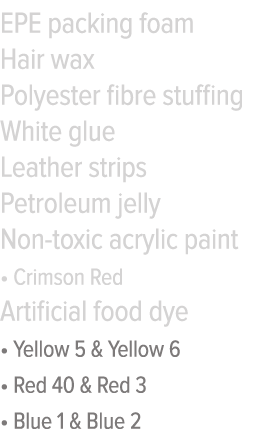 EPE packing foam
Hair wax
Polyester fibre stuffing
White glue
Leather strips
Petroleum jelly
Non-toxic acrylic paint
• Crimson Red
Artificial food dye
• Yellow 5 & Yellow 6
• Red 40 & Red 3
• Blue 1 & Blue 2